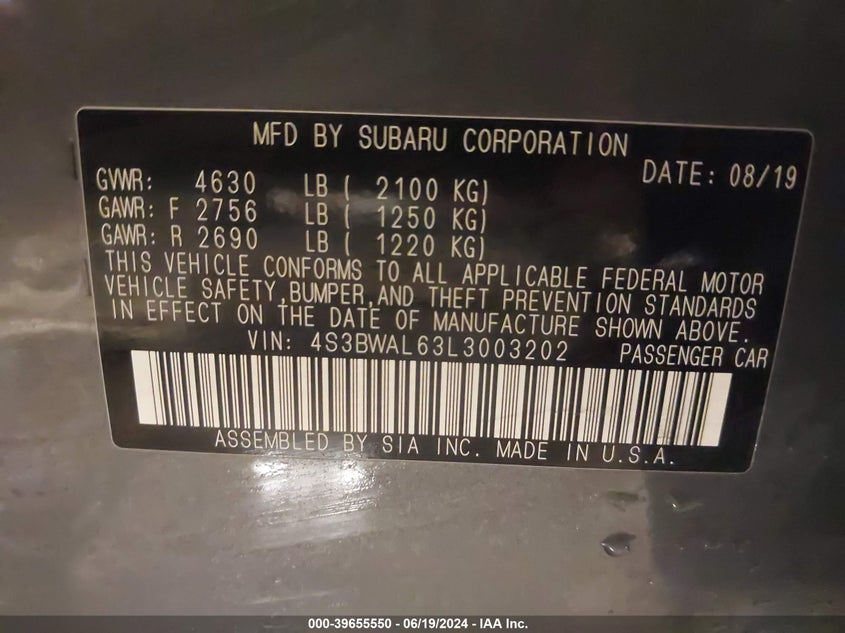 MFD BY SUBARU CORPORATION
DATE: 08/19
GVWR: 4630 LB ( 2100 KG)
GAWR: F 2756 LB ( 1250 KG)
GAWR: R 2690 LB ( 1220 KG)
THIS VEHICLE CONFORMS TO ALL APPLICABLE FEDERAL MOTOR
VEHICLE SAFETY,BUMPER,AND THEFT PREVENTION STANDARDS
IN EFFECT ON THE DATE OF MANUFACTURE SHOWN ABOVE.
VIN: 4S3BWAL63L3003202 PASSENGER CAR
ASSEMBLED BY SIA INC. MADE IN U.S.A.
000-39655550 - 06/19/2024 - IAA Inc.